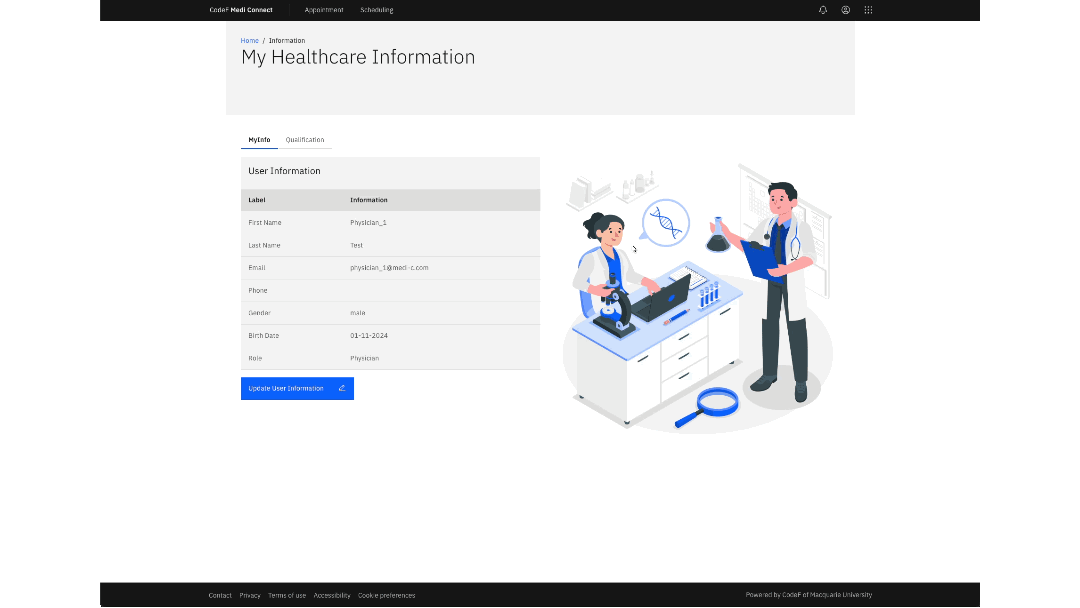 CodeF Medi Connect Appointment Scheduling
Home / Information
My Healthcare Information
MyInfo Qualification
User Information
Label Information
First Name Physician_1
Last Name Test
Email physician_1@medi-c.com
Phone
Gender male
Birth Date 01-11-2024
Role Physician
Update User Information
Contact Privacy Terms of use Accessibility Cookie preferences Powered by CodeF of Macquarie University